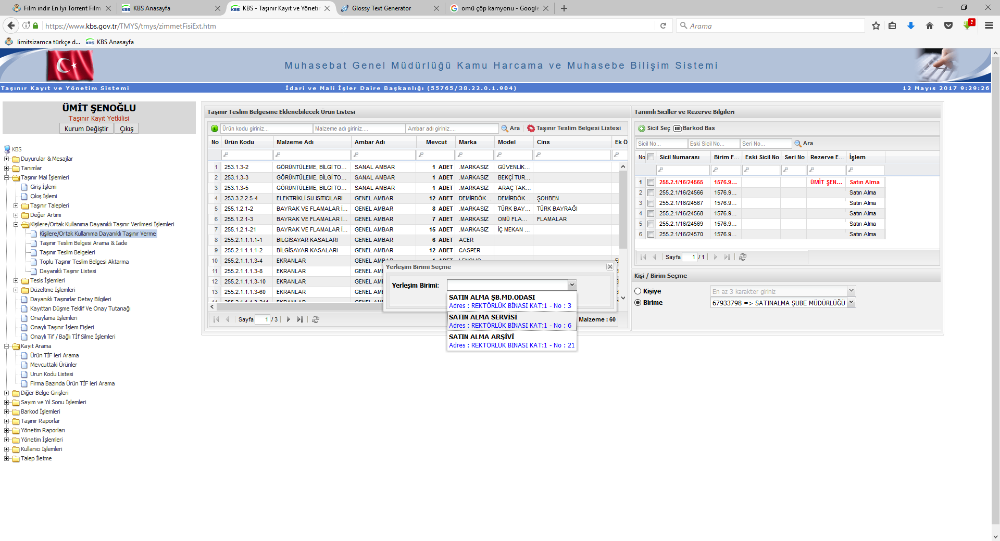 Film indir En İyi Torrent Film
KBS Anasayfa
KBS - Taşınır Kayıt ve Yönetim
Glossy Text Generator
omü çöp kamyonu - Google
https://www.kbs.gov.tr/TMYS/tmys/zimmetFisiExt.htm
Arama
limitsizamca türkçe d...
KBS Anasayfa
Muhasebat Genel Müdürlüğü Kamu Harcama ve Muhasebe Bilişim Sistemi
Taşınır Kayıt ve Yönetim Sistemi
İdari ve Mali İşler Daire Başkanlığı (55765/38.22.0.1.904)
12 Mayıs 2017 9:29:26
ÜMİT ŞENOĞLU
Taşınır Kayıt Yetkilisi
Kurum Değiştir
Çıkış
KBS
Duyurular & Mesajlar
Tanımlar
Taşınır Mal İşlemleri
Giriş İşlemi
Çıkış İşlemi
Taşınır Talepleri
Değer Artımı
Kişilere/Ortak Kullanıma Dayanıklı Taşınır Verilmesi İşlemleri
Kişilere/Ortak Kullanıma Dayanıklı Taşınır Verme
Taşınır Teslim Belgesi Arama & İade
Taşınır Teslim Belgeleri
Toplu Taşınır Teslim Belgesi Aktarma
Dayanıklı Taşınır Listesi
Tesis İşlemleri
Düzeltme İşlemleri
Dayanıklı Taşınırlar Detay Bilgileri
Kayıttan Düşme Teklif Ve Onay Tutanağı
Onaylama İşlemleri
Onaylı Taşınır İşlem Fişleri
Onaylı Tif / Bağlı Tİf Silme İşlemleri
Kayıt Arama
Ürün TİF leri Arama
Mevcuttaki Ürünler
Urun Kodu Listesi
Firma Bazında Ürün TİF leri Arama
Diğer Belge Girişleri
Sayım ve Yıl Sonu İşlemleri
Barkod İşlemleri
Taşınır Raporlar
Yönetim Raporları
Yönetim İşlemleri
Kullanıcı İşlemleri
Talep İletme
Taşınır Teslim Belgesine Eklenebilecek Ürün Listesi
Ürün kodu giriniz...
Malzeme adı giriniz....
Ambar adı giriniz....
Ara
Taşınır Teslim Belgesi Listesi
No Ürün Kodu Malzeme Adı Ambar Adı Mevcut Marka Model Cins Ek Ö
1 253.1.3-2 GÖRÜNTÜLEME, BİLGİ TO... SANAL AMBAR 1 ADET .MARKASIZ GÜVENLİK...
2 253.1.3-3 GÖRÜNTÜLEME, BİLGİ TO... SANAL AMBAR 1 ADET .MARKASIZ BEKÇİ TUR...
3 253.1.3-5 GÖRÜNTÜLEME, BİLGİ TO... SANAL AMBAR 1 ADET .MARKASIZ ARAÇ TAK...
4 253.3.2.2.5-4 ELEKTRİKLİ SU ISITICILARI GENEL AMBAR 12 ADET DEMİRDÖK... DEMİRDÖK... ŞOHBEN
5 255.1.2.1-2 BAYRAK VE FLAMALAR İ... GENEL AMBAR 8 ADET .MARKASIZ TÜRK BAY... TÜRK BAYRAĞI
6 255.1.2.1-3 BAYRAK VE FLAMALAR İ... GENEL AMBAR 7 ADET .MARKASIZ OMÜ FLA... FLAMALAR
7 255.1.2.1-21 BAYRAK VE FLAMALAR İ... GENEL AMBAR 15 ADET .MARKASIZ İÇ MEKAN ...
8 255.2.1.1.1.1-1 BİLGİSAYAR KASALARI GENEL AMBAR 6 ADET ACER
9 255.2.1.1.1.1-2 BİLGİSAYAR KASALARI GENEL AMBAR 12 ADET CASPER
10 255.2.1.1.1.3-4 EKRANLAR GENEL AMBAR 1 ADET LENOVO
11 255.2.1.1.1.3-8 EKRANLAR GENEL AM
12 255.2.1.1.1.3-10 EKRANLAR GENEL AM
13 255.2.1.1.1.3-60 EKRANLAR GENEL AM
14 255.2.1.1.1.3-241 EKRANLAR GENEL AM
Sayfa 1 / 3
Malzeme : 60
Yerleşim Birimi Seçme
Yerleşim Birimi:
SATIN ALMA ŞB.MD.ODASI
Adres : REKTÖRLÜK BİNASI KAT:1 - No : 3
SATIN ALMA SERVİSİ
Adres : REKTÖRLÜK BİNASI KAT:1 - No : 6
SATIN ALMA ARŞİVİ
Adres : REKTÖRLÜK BİNASI KAT:1 - No : 21
Tanımlı Siciller ve Rezerve Bilgileri
Sicil Seç Barkod Bas
Sicil No... Eski Sicil No... Seri No... Ara
No Sicil Numarası Birim F... Eski Sicil No Seri No Rezerve E... İşlem
1 255.2.1/16/24565 1576.9... ÜMİT ŞEN... Satın Alma
2 255.2.1/16/24566 1576.9... Satın Alma
3 255.2.1/16/24567 1576.9... Satın Alma
4 255.2.1/16/24568 1576.9... Satın Alma
5 255.2.1/16/24569 1576.9... Satın Alma
6 255.2.1/16/24570 1576.9... Satın Alma
Sayfa 1 / 1
Kişi / Birim Seçme
Kişiye En az 3 karakter giriniz
Birime 67933798 => SATINALMA ŞUBE MÜDÜRLÜĞÜ